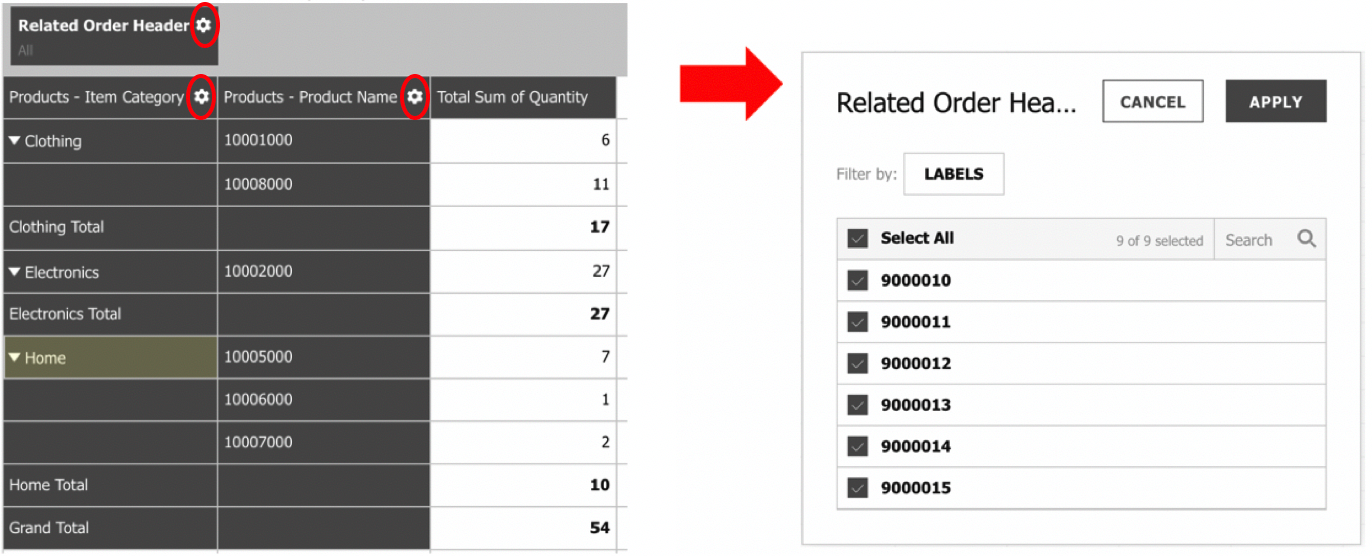 Related Order Header
All
Products - Item Category Products - Product Name Total Sum of Quantity
Clothing 10001000 6
10008000 11
Clothing Total 17
Electronics 10002000 27
Electronics Total 27
Home 10005000 7
10006000 1
10007000 2
Home Total 10
Grand Total 54
Related Order Hea... CANCEL APPLY
Filter by: LABELS
Select All 9 of 9 selected Search
9000010
9000011
9000012
9000013
9000014
9000015